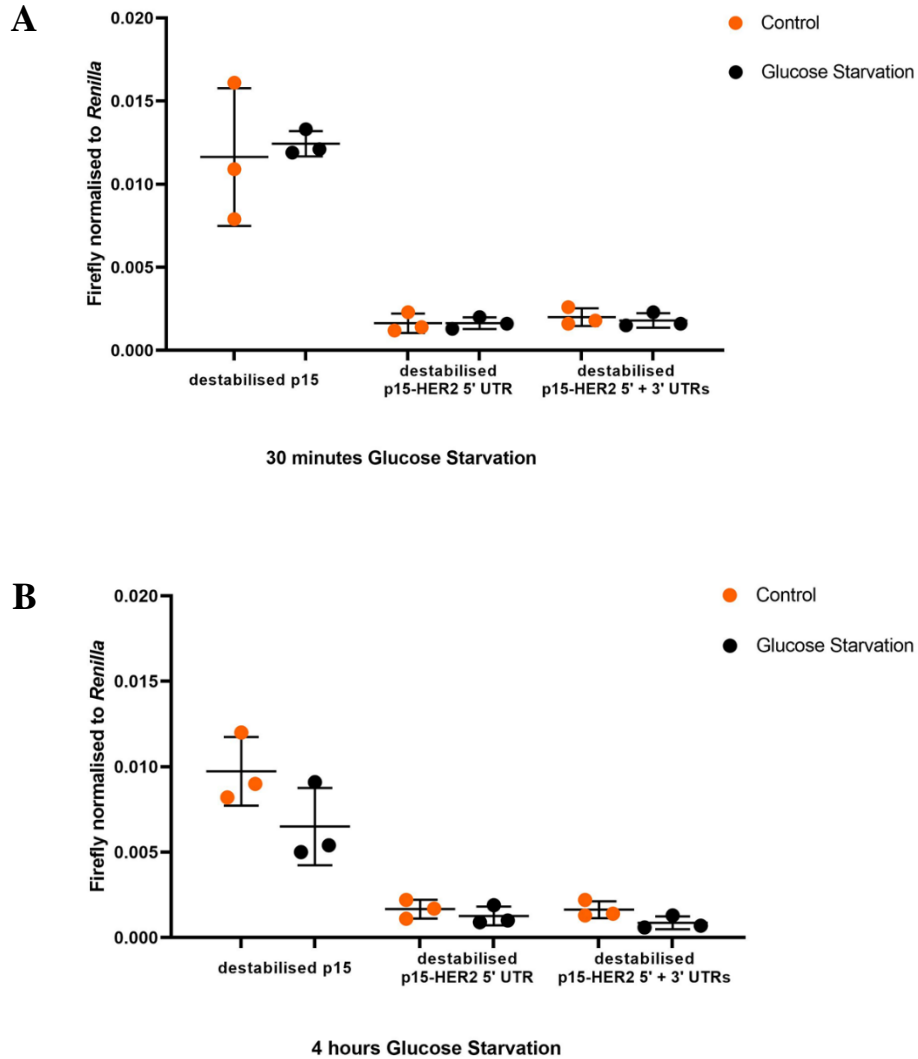 A
Control
Glucose Starvation
Firefly normalised to Renilla
0.020
0.015
0.010
0.005
0.000
destabilised p15
destabilised
p15-HER2 5' UTR
destabilised
p15-HER2 5' + 3' UTRs
30 minutes Glucose Starvation
B
Control
Glucose Starvation
Firefly normalised to Renilla
0.020
0.015
0.010
0.005
0.000
destabilised p15
destabilised
p15-HER2 5' UTR
destabilised
p15-HER2 5' + 3' UTRs
4 hours Glucose Starvation